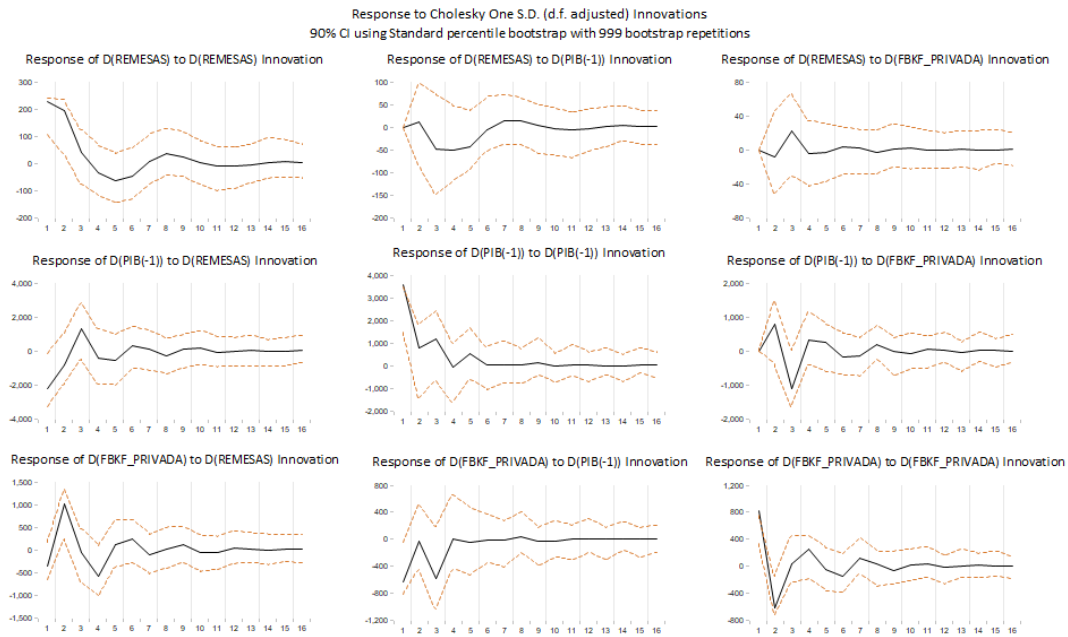 Response to Cholesky One S.D. (d.f. adjusted) Innovations
90% CI using Standard percentile bootstrap with 999 bootstrap repetitions
Response of D(REMESAS) to D(REMESAS) Innovation
300
200
100
0
-100
-200
1 2 3 4 5 6 7 8 9 10 11 12 13 14 15 16
Response of D(REMESAS) to D(PIB(-1)) Innovation
100
50
0
-50
-100
-150
-200
1 2 3 4 5 6 7 8 9 10 11 12 13 14 15 16
Response of D(REMESAS) to D(FBKF_PRIVADA) Innovation
80
40
0
-40
-80
1 2 3 4 5 6 7 8 9 10 11 12 13 14 15 16
Response of D(PIB(-1)) to D(REMESAS) Innovation
4,000
2,000
0
-2,000
-4,000
1 2 3 4 5 6 7 8 9 10 11 12 13 14 15 16
Response of D(PIB(-1)) to D(PIB(-1)) Innovation
4,000
3,000
2,000
1,000
0
-1,000
-2,000
1 2 3 4 5 6 7 8 9 10 11 12 13 14 15 16
Response of D(PIB(-1)) to D(FBKF_PRIVADA) Innovation
2,000
1,000
0
-1,000
-2,000
1 2 3 4 5 6 7 8 9 10 11 12 13 14 15 16
Response of D(FBKF_PRIVADA) to D(REMESAS) Innovation
1,500
1,000
500
0
-500
-1,000
-1,500
1 2 3 4 5 6 7 8 9 10 11 12 13 14 15 16
Response of D(FBKF_PRIVADA) to D(PIB(-1)) Innovation
800
400
0
-400
-800
-1,200
1 2 3 4 5 6 7 8 9 10 11 12 13 14 15 16
Response of D(FBKF_PRIVADA) to D(FBKF_PRIVADA) Innovation
1,200
800
400
0
-400
-800
1 2 3 4 5 6 7 8 9 10 11 12 13 14 15 16